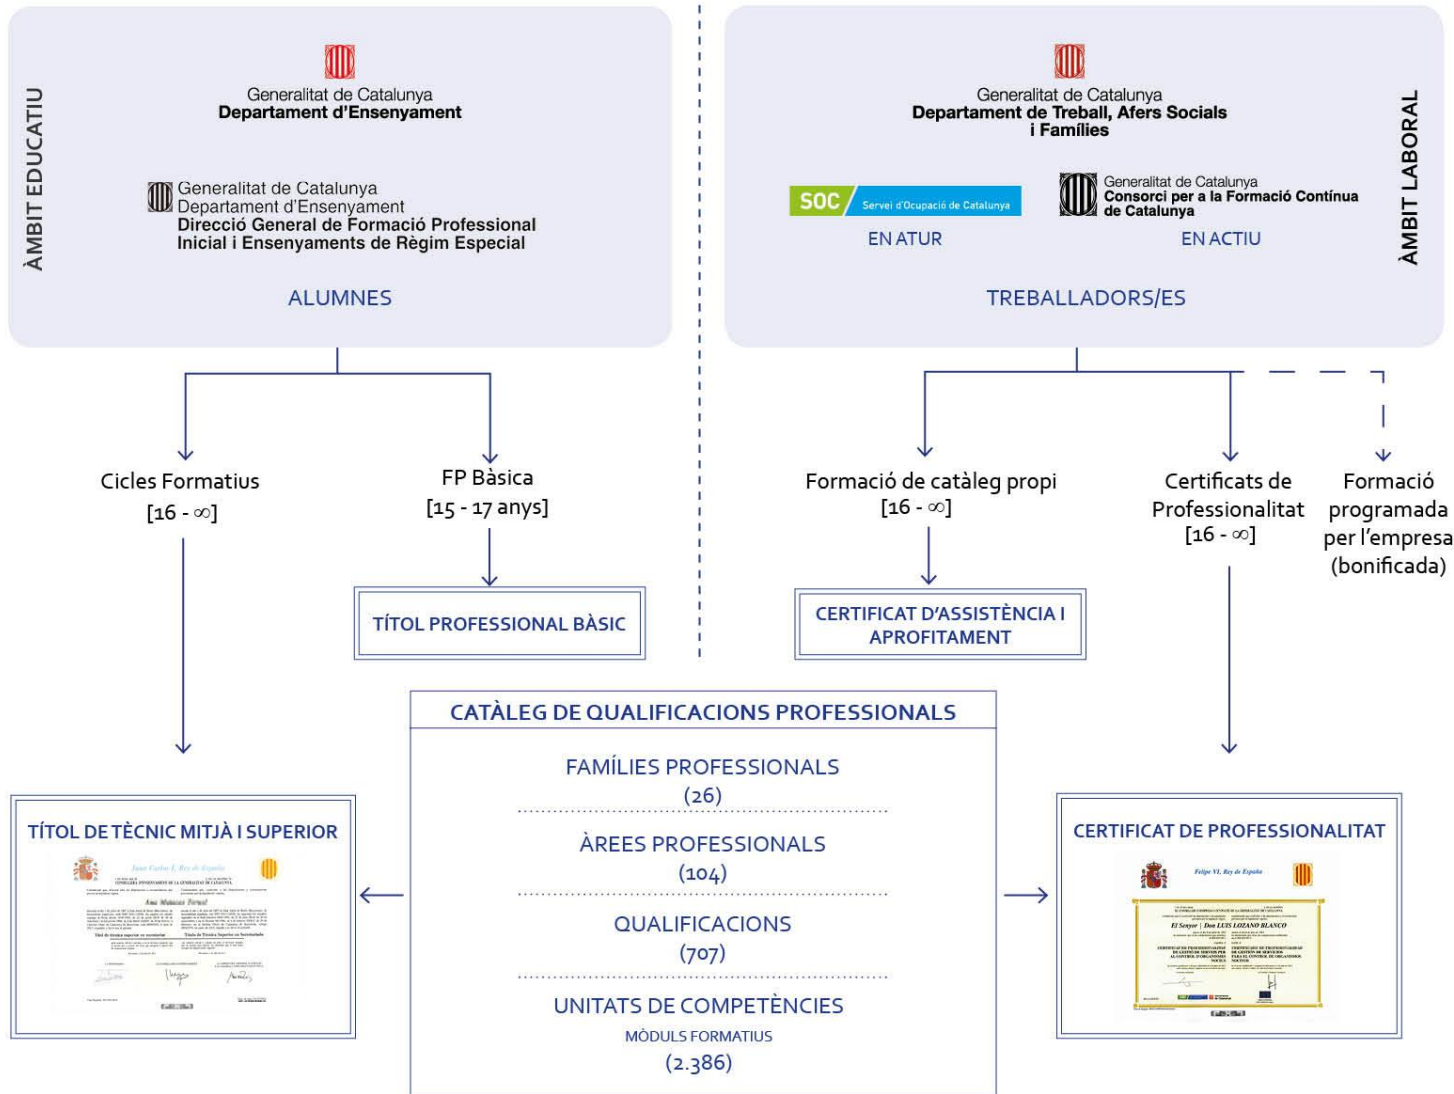 ÀMBIT EDUCATIU
Generalitat de Catalunya
Departament d'Ensenyament
Generalitat de Catalunya
Departament d'Ensenyament
Direcció General de Formació Professional
Inicial i Ensenyaments de Règim Especial
ALUMNES
Generalitat de Catalunya
Departament de Treball, Afers Socials
i Famílies
ÀMBIT LABORAL
SOC Servei d'Ocupació de Catalunya
EN ATUR
Generalitat de Catalunya
Consorci per a la Formació Contínua
de Catalunya
EN ACTIU
TREBALLADORS/ES
Cicles Formatius
[16 - ∞]
FP Bàsica
[15 - 17 anys]
Formació de catàleg propi
[16 - ∞]
Certificats de
Professionalitat
[16 - ∞]
Formació
programada
per l'empresa
(bonificada)
TÍTOL PROFESSIONAL BÀSIC
CERTIFICAT D'ASSISTÈNCIA I
APROFITAMENT
CATÀLEG DE QUALIFICACIONS PROFESSIONALS
FAMÍLIES PROFESSIONALS
(26)
ÀREES PROFESSIONALS
(104)
QUALIFICACIONS
(707)
UNITATS DE COMPETÈNCIES
MÒDULS FORMATIUS
(2.386)
TÍTOL DE TÈCNIC MITJÀ I SUPERIOR
Juan Carlos I, Rey de España
CERTIFICAT DE PROFESSIONALITAT
Felipe VI, Rey de España
El Senyor | Don LUIS LOZANO BLANCO